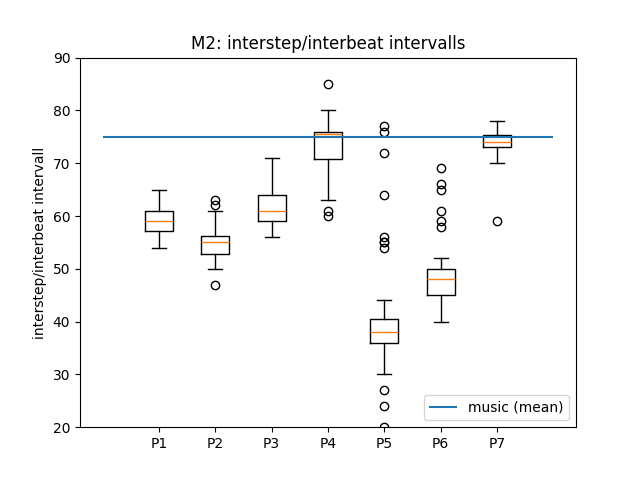 M2: interstep/interbeat intervalls
interstep/interbeat intervall
90
80
70
60
50
40
30
20
P1 P2 P3 P4 P5 P6 P7
music (mean)